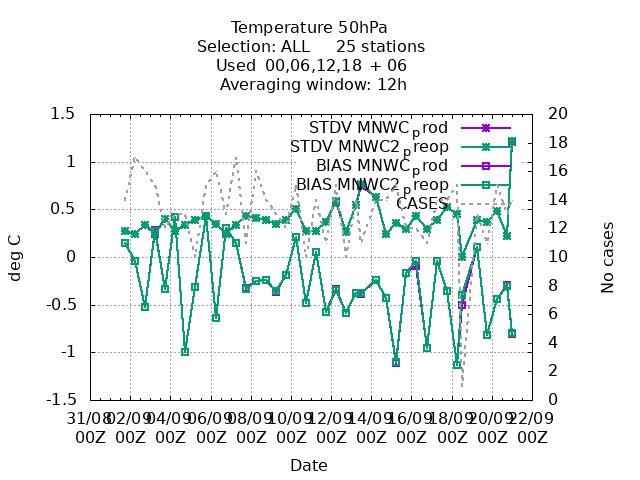 Temperature 50hPa
Selection: ALL 25 stations
Used 00,06,12,18 + 06
Averaging window: 12h
1.5
1
0.5
0
-0.5
-1
-1.5
deg C
20
18
16
14
12
10
8
6
4
2
0
No cases
STDV MNWCprod
STDV MNWC2preop
BIAS MNWCprod
BIAS MNWC2preop
CASES
31/08 02/09 04/09 06/09 08/09 10/09 12/09 14/09 16/09 18/09 20/09 22/09
00Z 00Z 00Z 00Z 00Z 00Z 00Z 00Z 00Z 00Z 00Z 00Z
Date